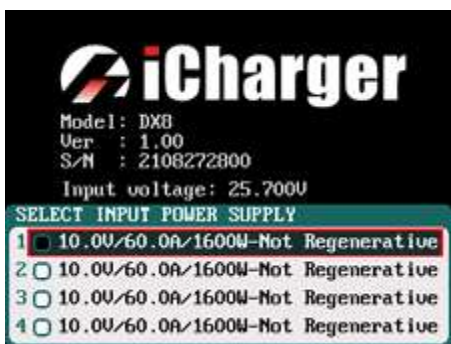 iCharger
Model: DX8
Ver : 1.00
S/N : 2108272800
Input voltage: 25.700V
SELECT INPUT POWER SUPPLY
1 10.0V/60.0A/1600W-Not Regenerative
2 10.0V/60.0A/1600W-Not Regenerative
3 10.0V/60.0A/1600W-Not Regenerative
4 10.0V/60.0A/1600W-Not Regenerative